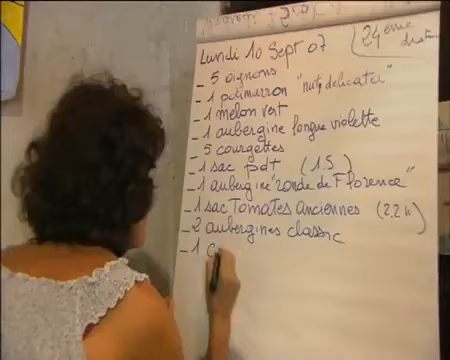 Lundi 10 Sept 07
24ème
- 5 oignons
- 1 potimarron "nuty delicata"
- 1 melon vert
- 1 aubergine longue violette
- 5 courgettes
- 1 sac pdt (1.5)
- 1 aubergine "ronde de Florence"
- 1 sac Tomates anciennes (2.2k)
- 2 aubergines classic
- 1 c